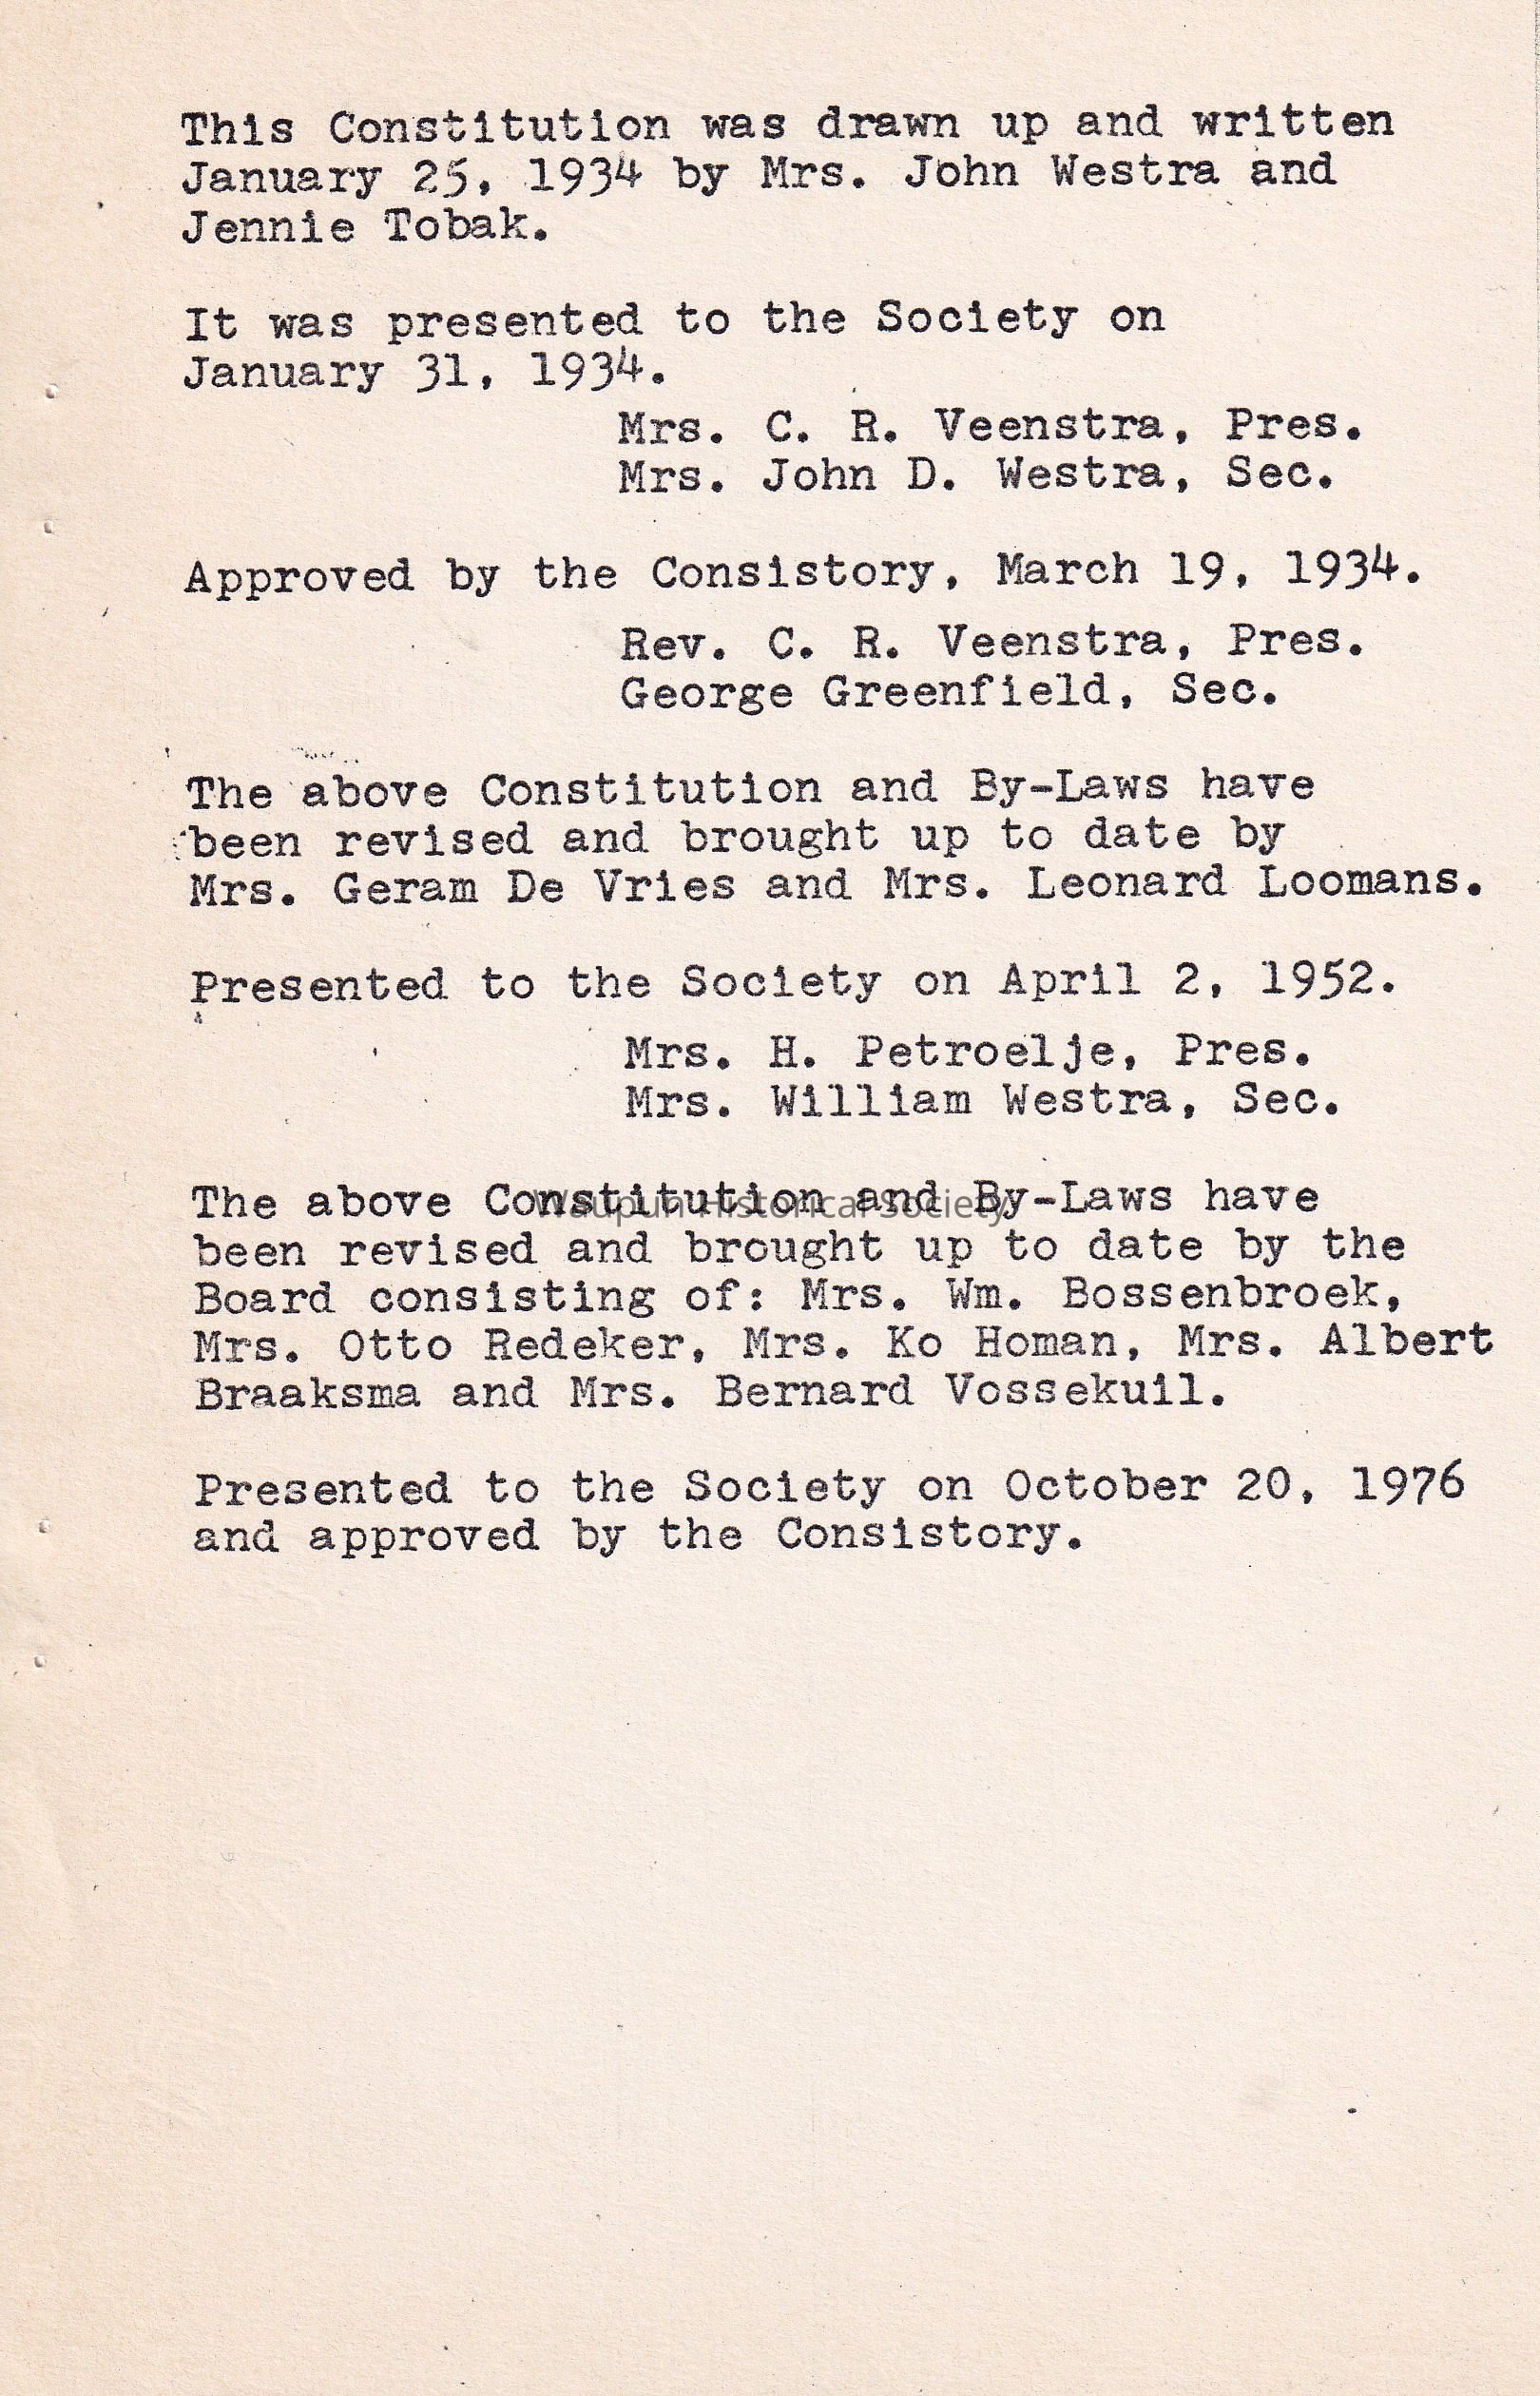 This Constitution was drawn up and written
January 25, 1934 by Mrs. John Westra and
Jennie Tobak.
It was presented to the Society on
January 31, 1934.
Mrs. C. R. Veenstra, Pres.
Mrs. John D. Westra, Sec.
Approved by the Consistory, March 19, 1934.
Rev. C. R. Veenstra, Pres.
George Greenfield, Sec.
The above Constitution and By-Laws have
been revised and brought up to date by
Mrs. Geram De Vries and Mrs. Leonard Loomans.
Presented to the Society on April 2, 1952.
Mrs. H. Petroelje, Pres.
Mrs. William Westra, Sec.
The above Constitution and By-Laws have
Waupun Historical Society
been revised and brought up to date by the
Board consisting of: Mrs. Wm. Bossenbroek,
Mrs. Otto Redeker, Mrs. Ko Homan, Mrs. Albert
Braaksma and Mrs. Bernard Vossekuil.
Presented to the Society on October 20, 1976
and approved by the Consistory.